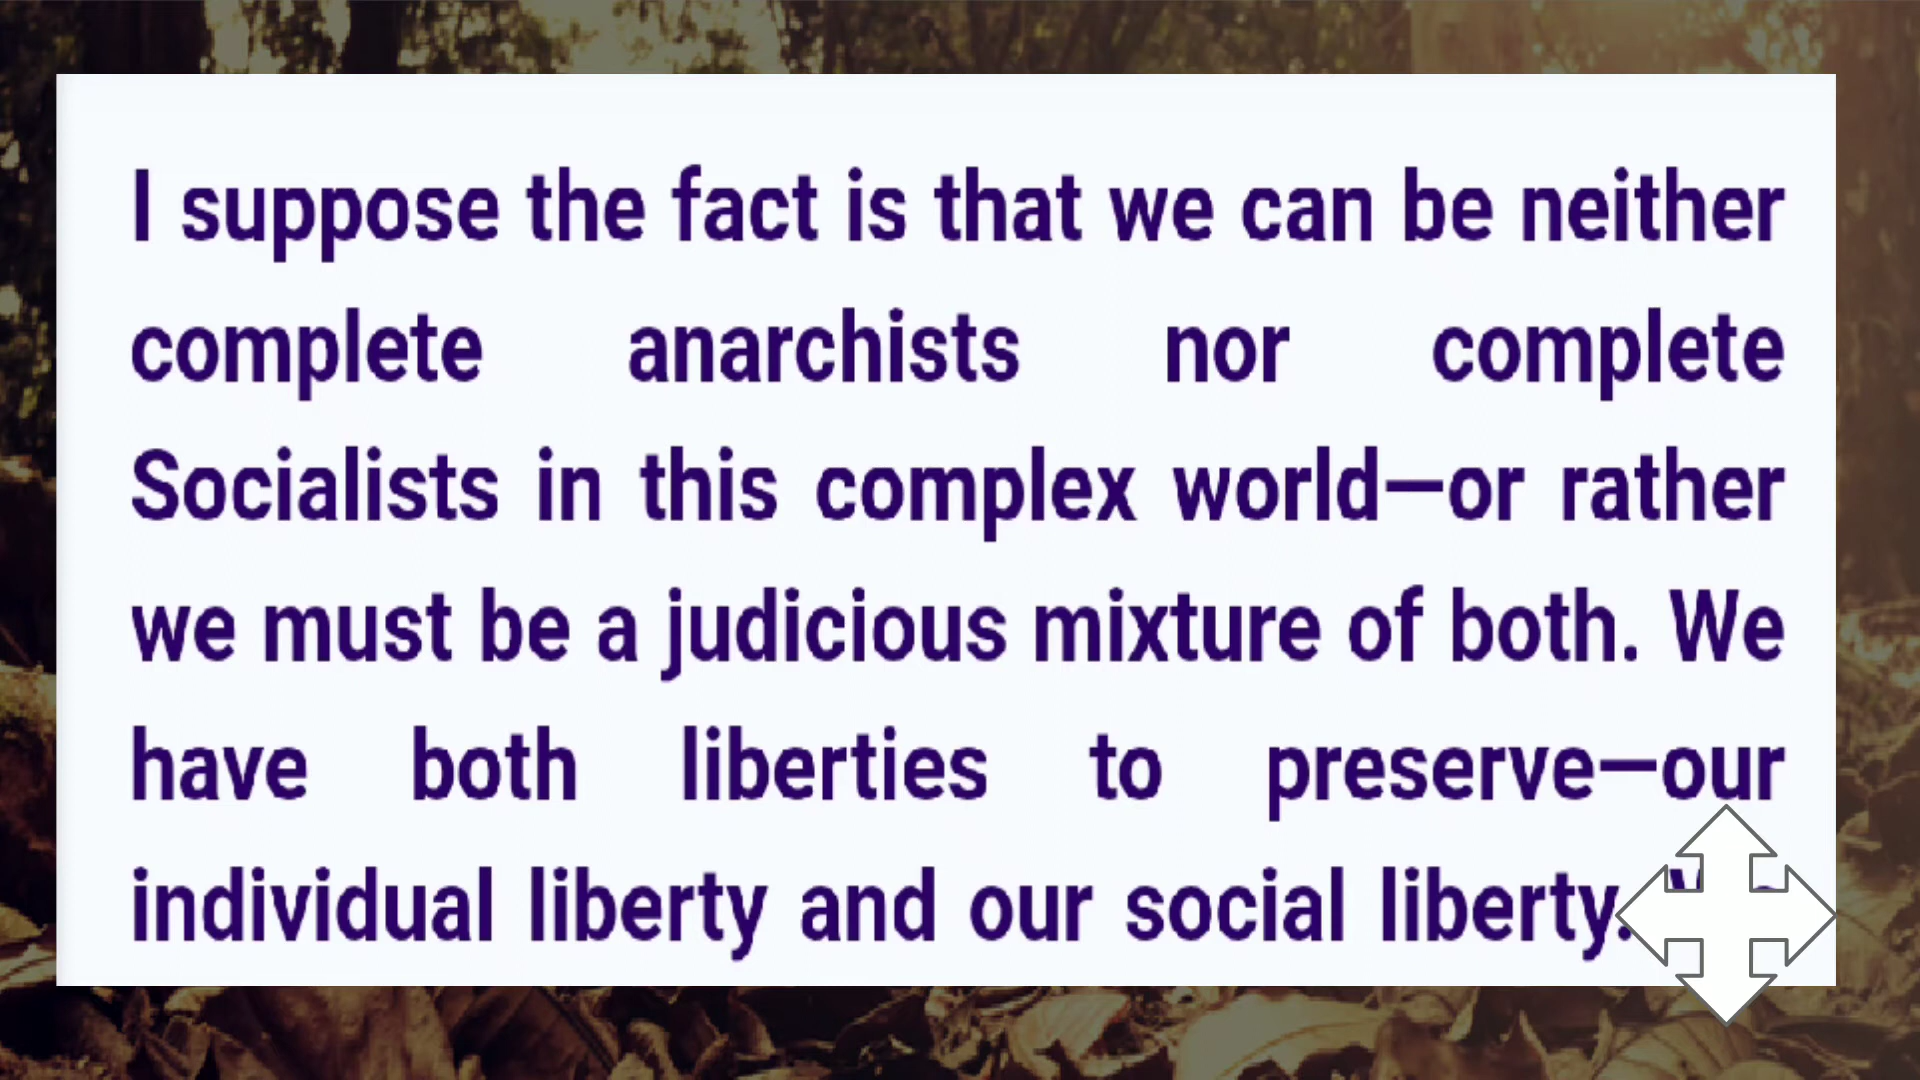 I suppose the fact is that we can be neither
complete anarchists nor complete
Socialists in this complex world—or rather
we must be a judicious mixture of both. We
have both liberties to preserve—our
individual liberty and our social liberty.